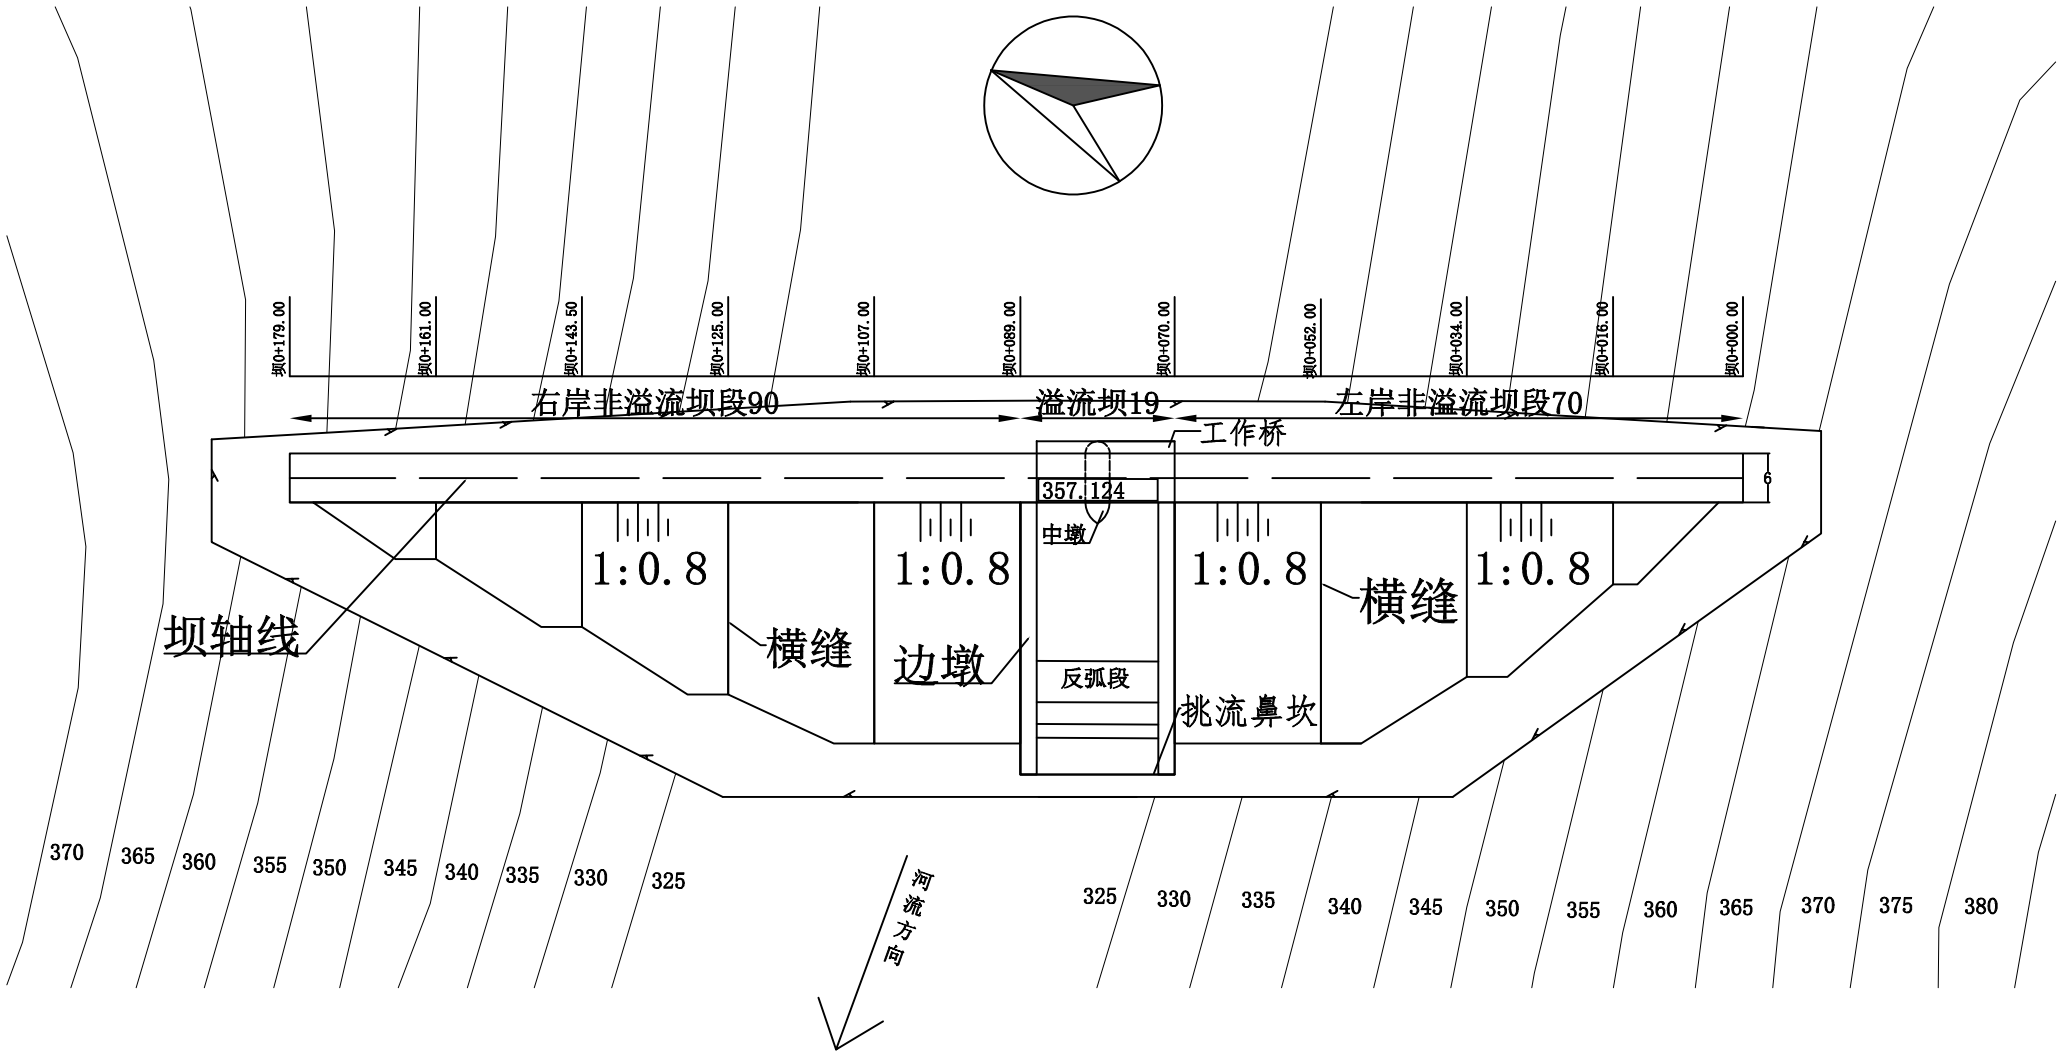 坝0+179.00
坝0+161.00
坝0+143.50
坝0+125.00
坝0+107.00
坝0+089.00
坝0+070.00
坝0+052.00
坝0+034.00
坝0+016.00
坝0+000.00
右岸非溢流坝段90
溢流坝19
左岸非溢流坝段70
工作桥
6
357.124
中墩
1:0.8
1:0.8
1:0.8
1:0.8
横缝
坝轴线
横缝
边墩
反弧段
挑流鼻坎
370
365
360
355
350
345
340
335
330
325
河流方向
325
330
335
340
345
350
355
360
365
370
375
380